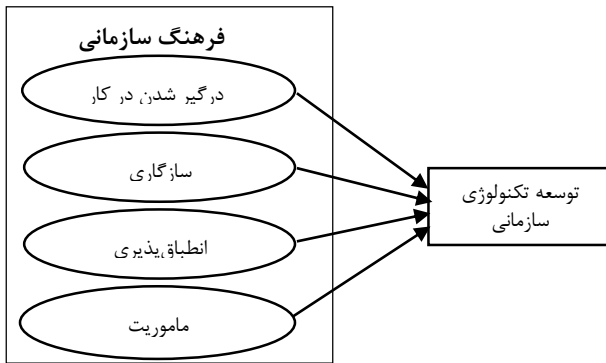 فرهنگ سازمانی
درگیر شدن در کار
سازگاری
انطباق‌پذیری
ماموریت
توسعه تکنولوژی
سازمانی